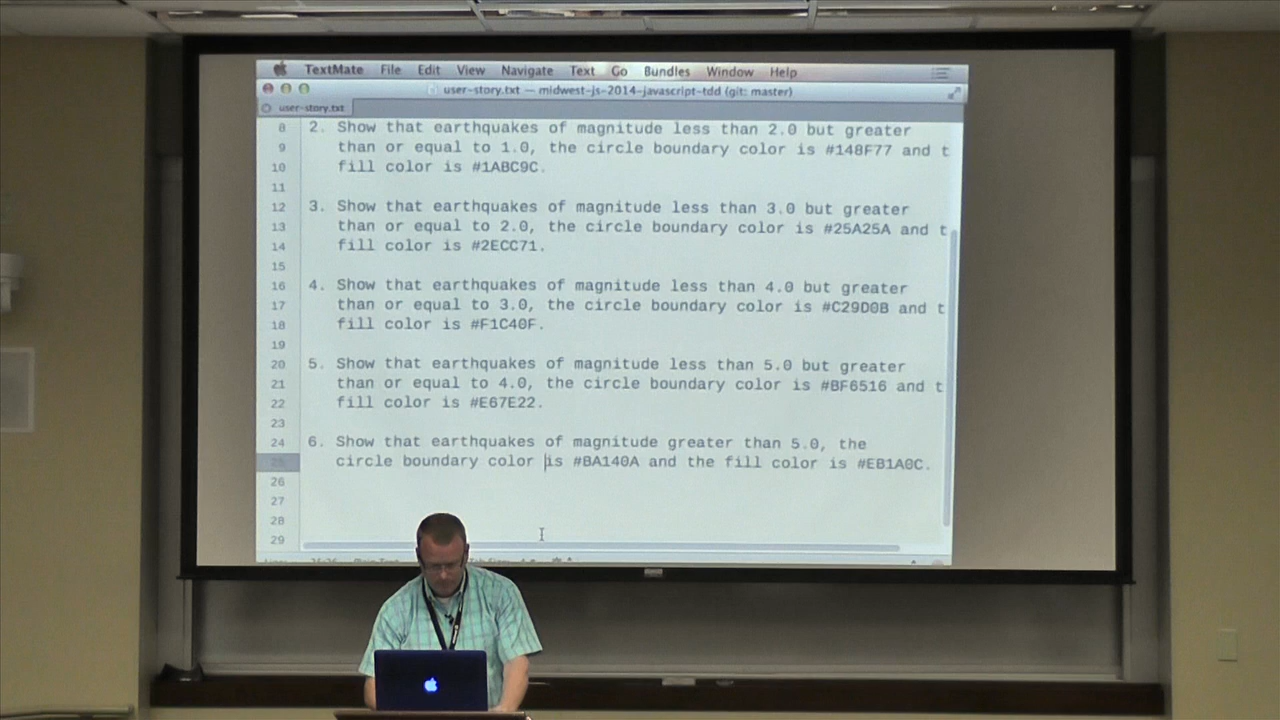 TextMate File Edit View Navigate Text Go Bundles Window Help
user-story.txt — midwest-js-2014-javascript-tdd (git: master)
user-story.txt
8 2. Show that earthquakes of magnitude less than 2.0 but greater
9 than or equal to 1.0, the circle boundary color is #148F77 and t
10 fill color is #1ABC9C.
11
12 3. Show that earthquakes of magnitude less than 3.0 but greater
13 than or equal to 2.0, the circle boundary color is #25A25A and t
14 fill color is #2ECC71.
15
16 4. Show that earthquakes of magnitude less than 4.0 but greater
17 than or equal to 3.0, the circle boundary color is #C29D0B and t
18 fill color is #F1C40F.
19
20 5. Show that earthquakes of magnitude less than 5.0 but greater
21 than or equal to 4.0, the circle boundary color is #BF6516 and t
22 fill color is #E67E22.
23
24 6. Show that earthquakes of magnitude greater than 5.0, the
25 circle boundary color is #BA140A and the fill color is #EB1A0C.
26
27
28
29